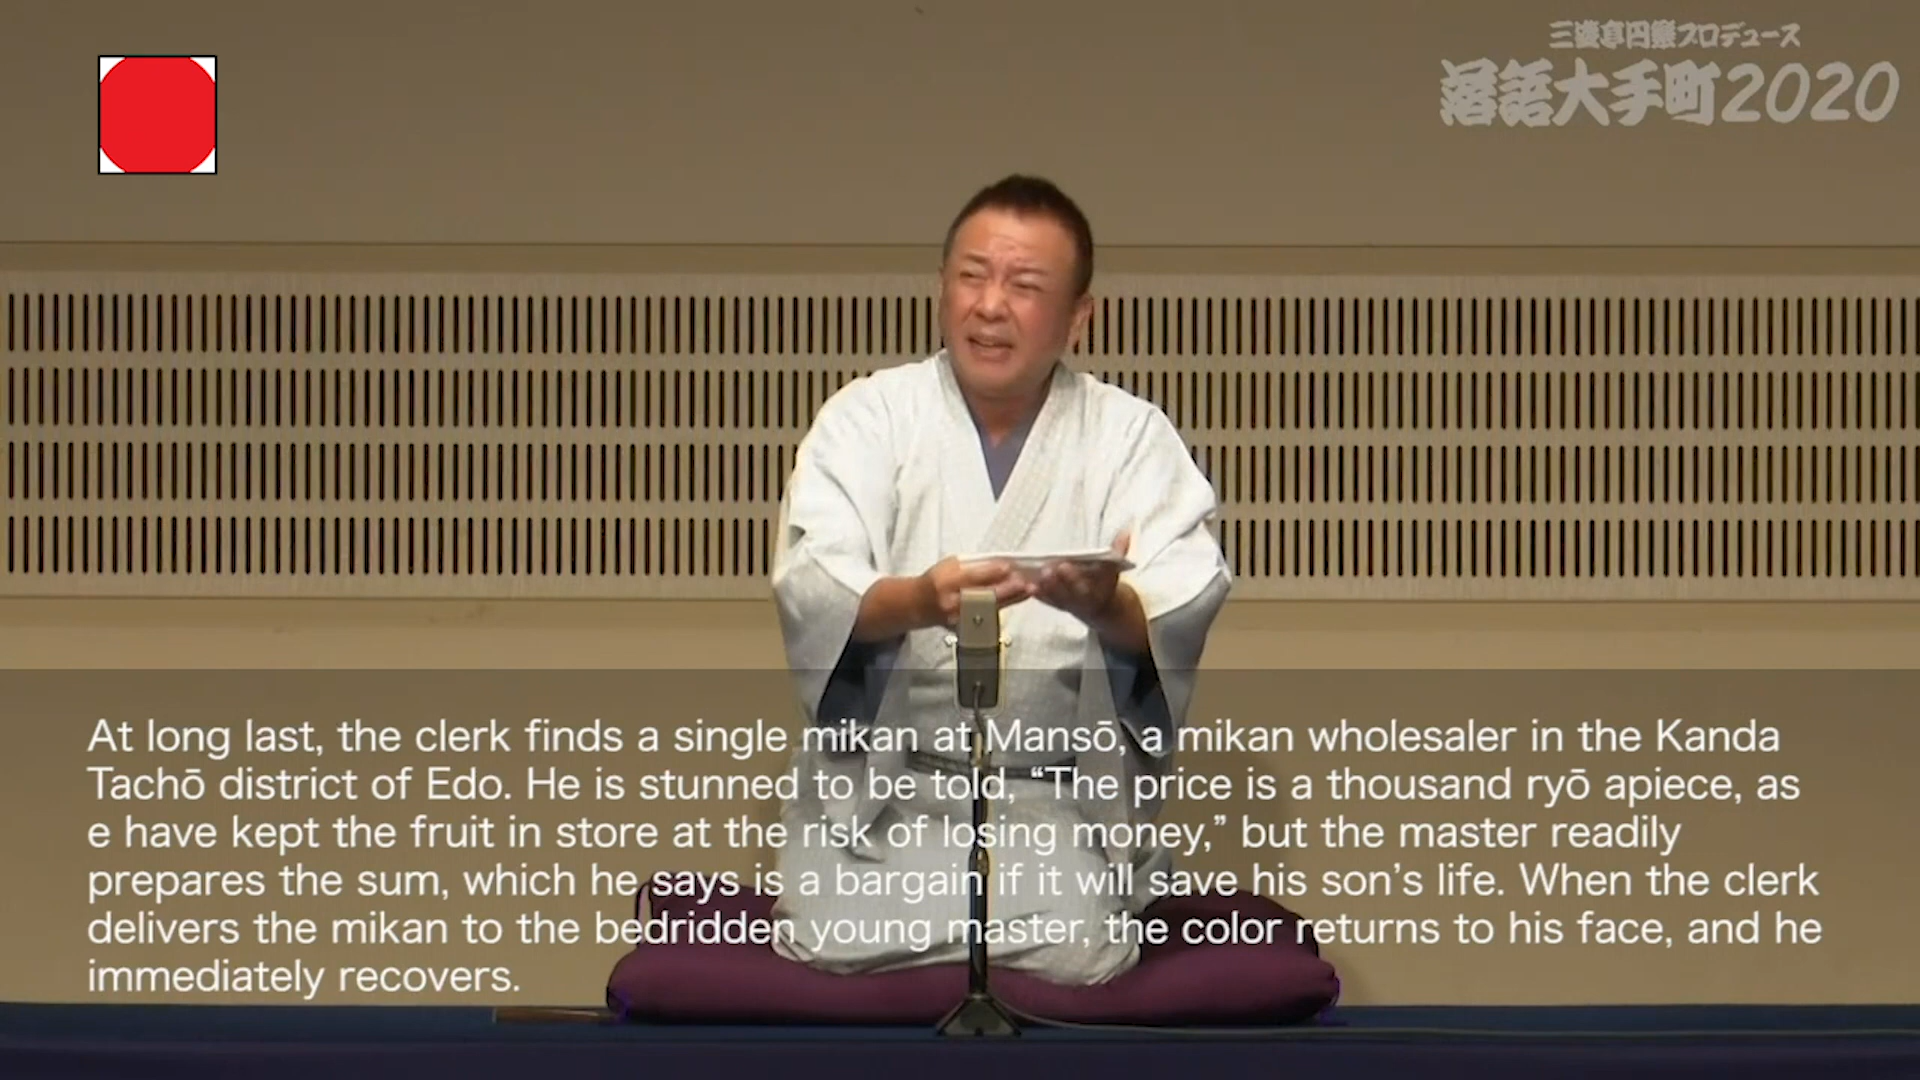 三遊亭円楽プロデュース
落語大手町2020
At long last, the clerk finds a single mikan at Mansō, a mikan wholesaler in the Kanda
Tachō district of Edo. He is stunned to be told, “The price is a thousand ryō apiece, as
e have kept the fruit in store at the risk of losing money,” but the master readily
prepares the sum, which he says is a bargain if it will save his son’s life. When the clerk
delivers the mikan to the bedridden young master, the color returns to his face, and he
immediately recovers.